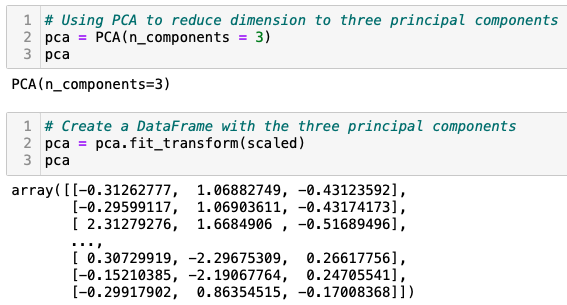 1 # Using PCA to reduce dimension to three principal components
2 pca = PCA(n_components = 3)
3 pca
PCA(n_components=3)
1 # Create a DataFrame with the three principal components
2 pca = pca.fit_transform(scaled)
3 pca
array([[-0.31262777,  1.06882749, -0.43123592],
       [-0.29599117,  1.06903611, -0.43174173],
       [ 2.31279276,  1.6684906 , -0.51689496],
       ...,
       [ 0.30729919, -2.29675309,  0.26617756],
       [-0.15210385, -2.19067764,  0.24705541],
       [-0.29917902,  0.86354515, -0.17008368]])